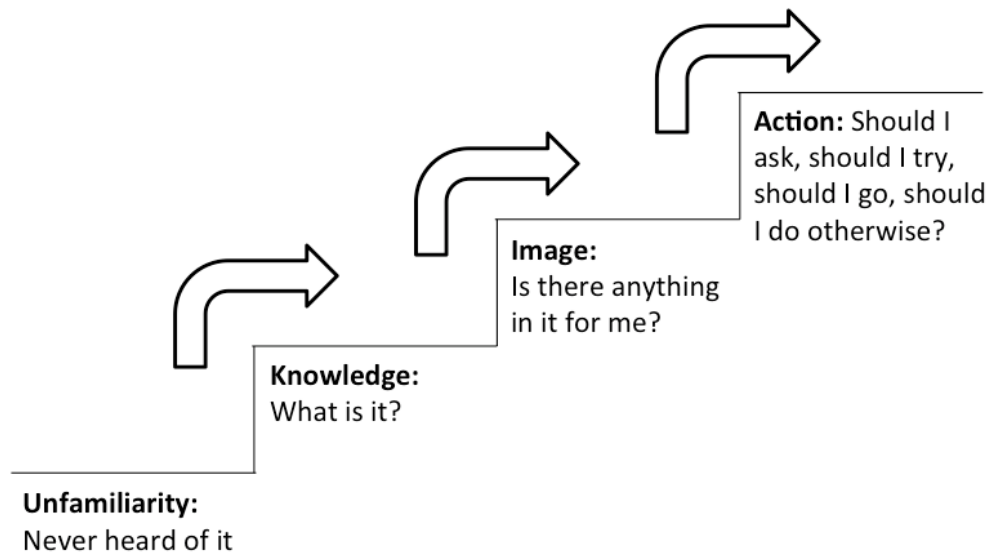 Action: Should I
ask, should I try,
should I go, should
I do otherwise?
Image:
Is there anything
in it for me?
Knowledge:
What is it?
Unfamiliarity:
Never heard of it